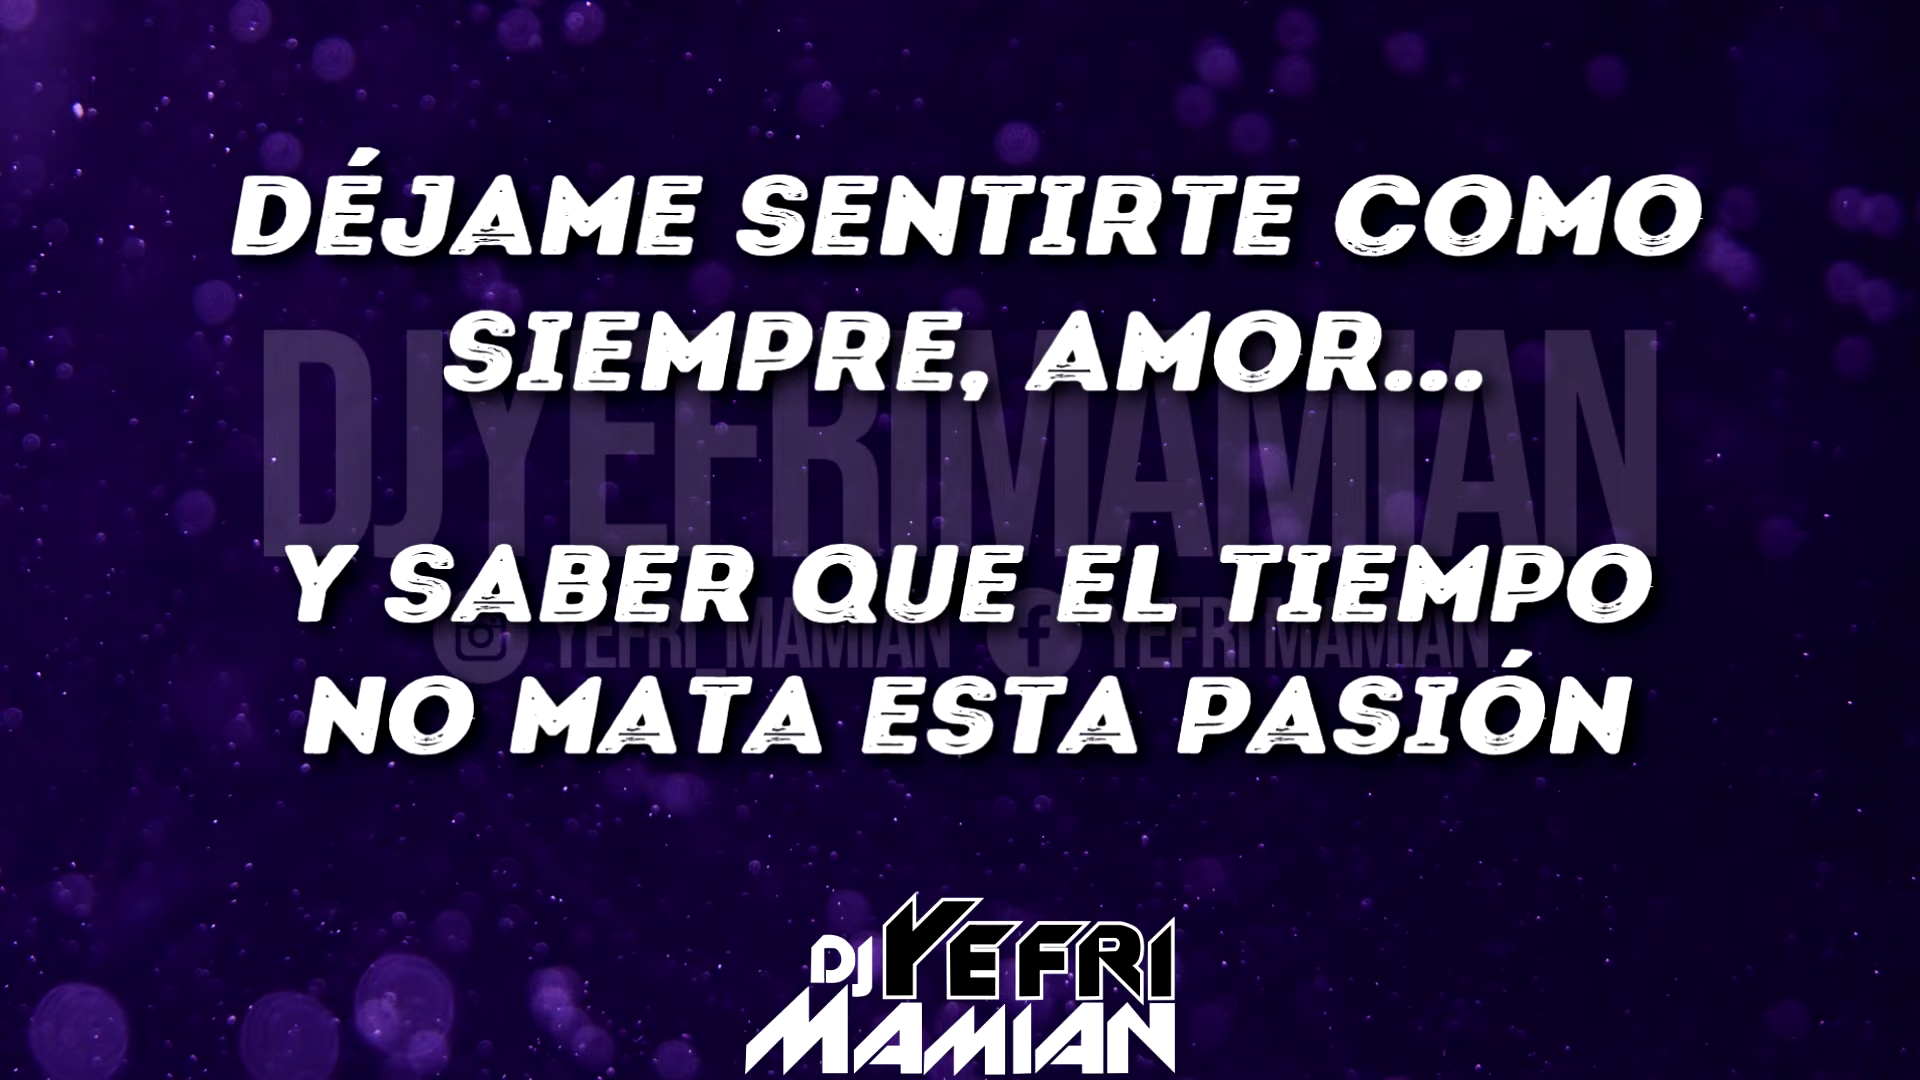 DÉJAME SENTIRTE COMO
SIEMPRE, AMOR...
DJYEFRIMAMIAN
Y SABER QUE EL TIEMPO
YEFRI_MAMIAN YEFRI MAMIAN
NO MATA ESTA PASIÓN
DJ YEFRI
MAMIAN